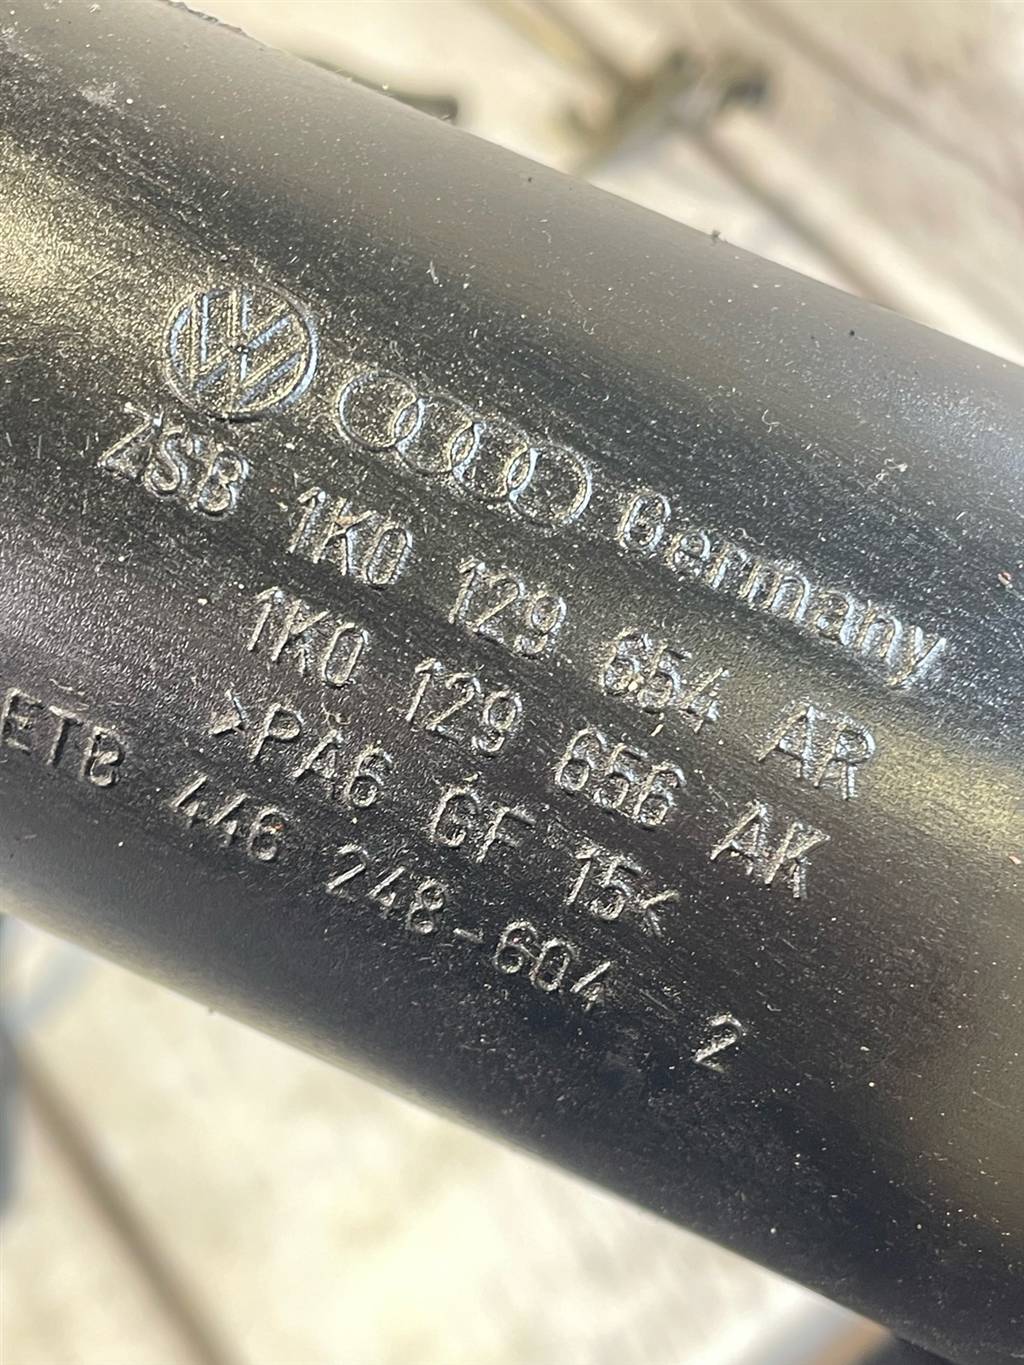 Germany
ZSB 1K0 129 654 AR
1K0 129 656 AK
>PA6 GF 15<
ETB 446 248-604 2